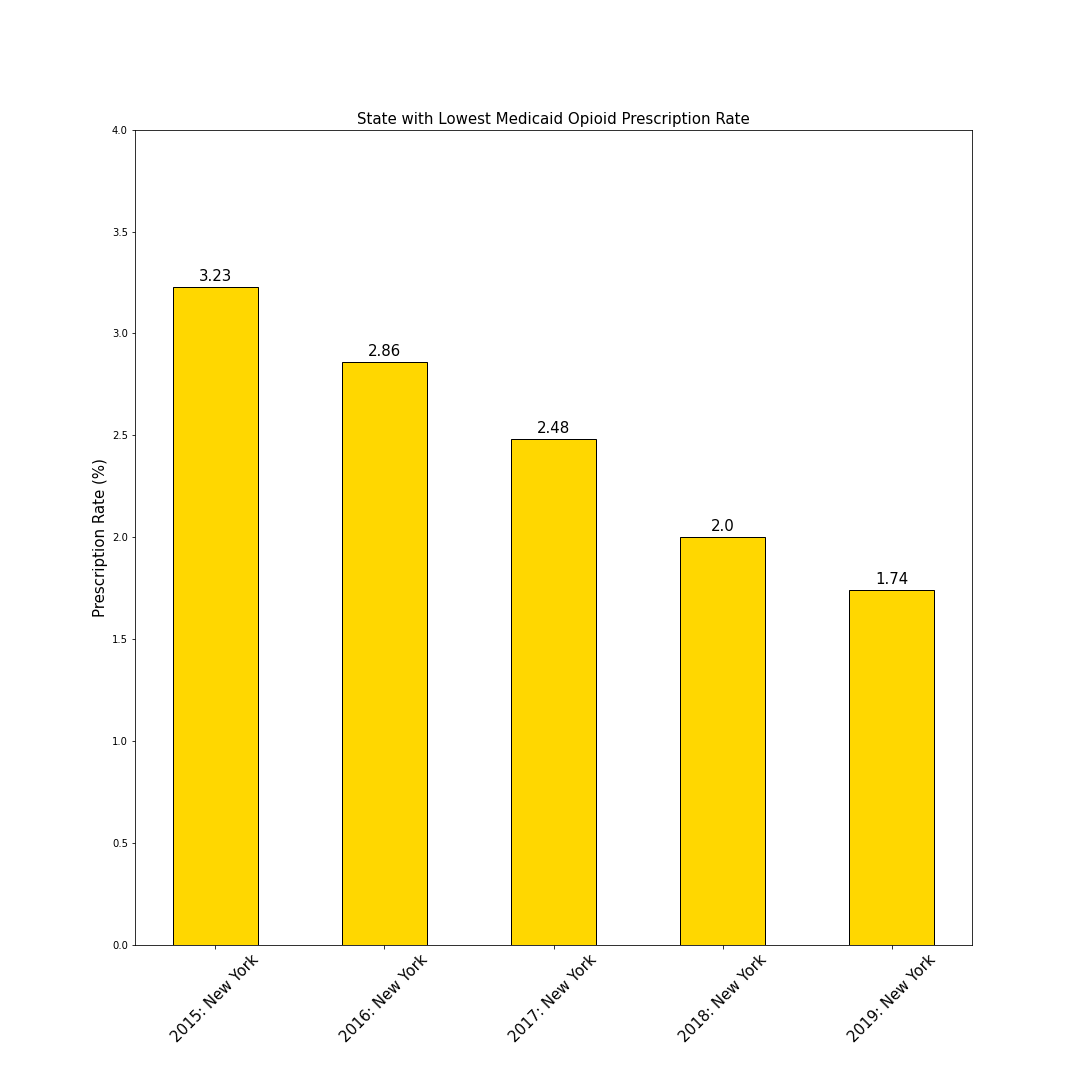 State with Lowest Medicaid Opioid Prescription Rate
4.0
3.5
3.0
2.5
2.0
1.5
1.0
0.5
0.0
Prescription Rate (%)
3.23
2.86
2.48
2.0
1.74
2015: New York
2016: New York
2017: New York
2018: New York
2019: New York